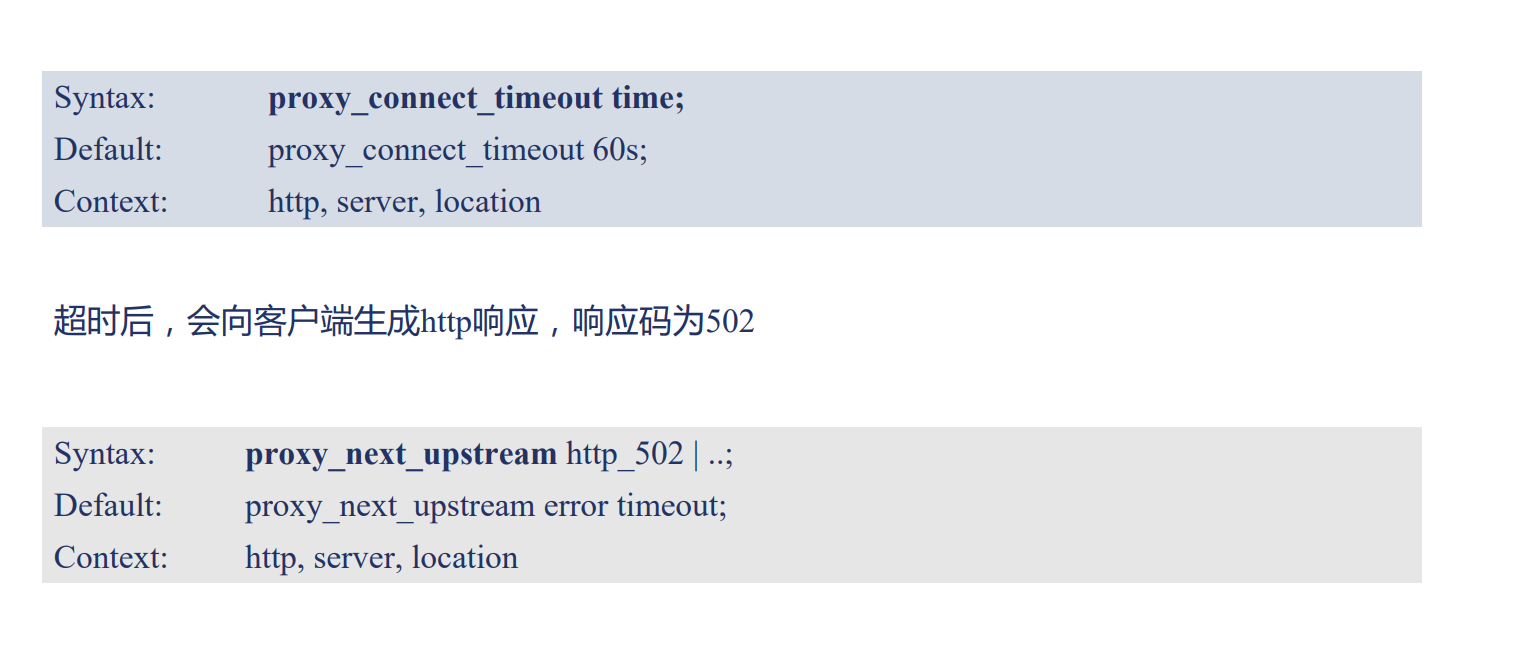 Syntax: proxy_connect_timeout time;
Default: proxy_connect_timeout 60s;
Context: http, server, location
超时后，会向客户端生成http响应，响应码为502
Syntax: proxy_next_upstream http_502 | ..;
Default: proxy_next_upstream error timeout;
Context: http, server, location